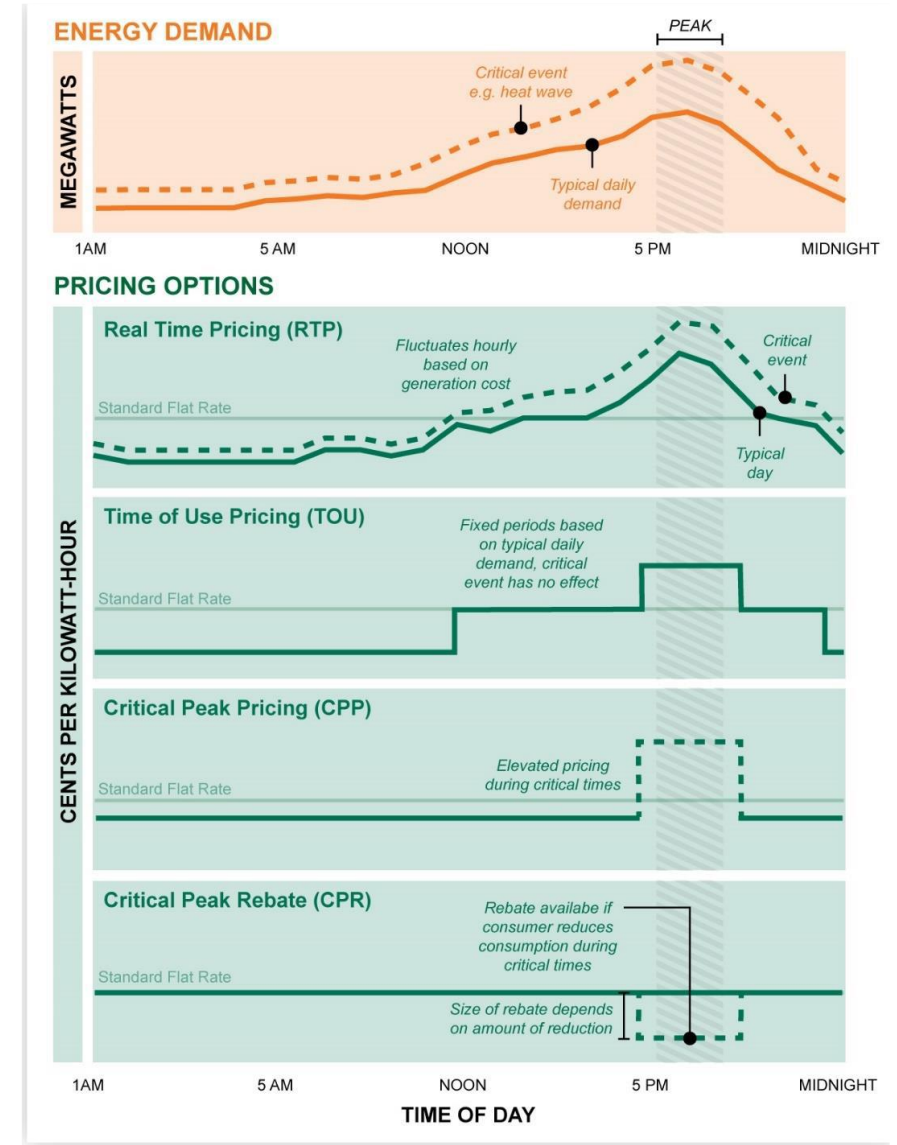 ENERGY DEMAND
PEAK
MEGAWATTS
Critical event
e.g. heat wave
Typical daily
demand
1AM
5 AM
NOON
5 PM
MIDNIGHT
PRICING OPTIONS
CENTS PER KILOWATT-HOUR
Real Time Pricing (RTP)
Fluctuates hourly
based on
generation cost
Critical
event
Standard Flat Rate
Typical
day
Time of Use Pricing (TOU)
Fixed periods based
on typical daily
demand, critical
event has no effect
Standard Flat Rate
Critical Peak Pricing (CPP)
Elevated pricing
during critical times
Standard Flat Rate
Critical Peak Rebate (CPR)
Rebate availabe if
consumer reduces
consumption during
critical times
Standard Flat Rate
Size of rebate depends
on amount of reduction
1AM
5 AM
NOON
5 PM
MIDNIGHT
TIME OF DAY